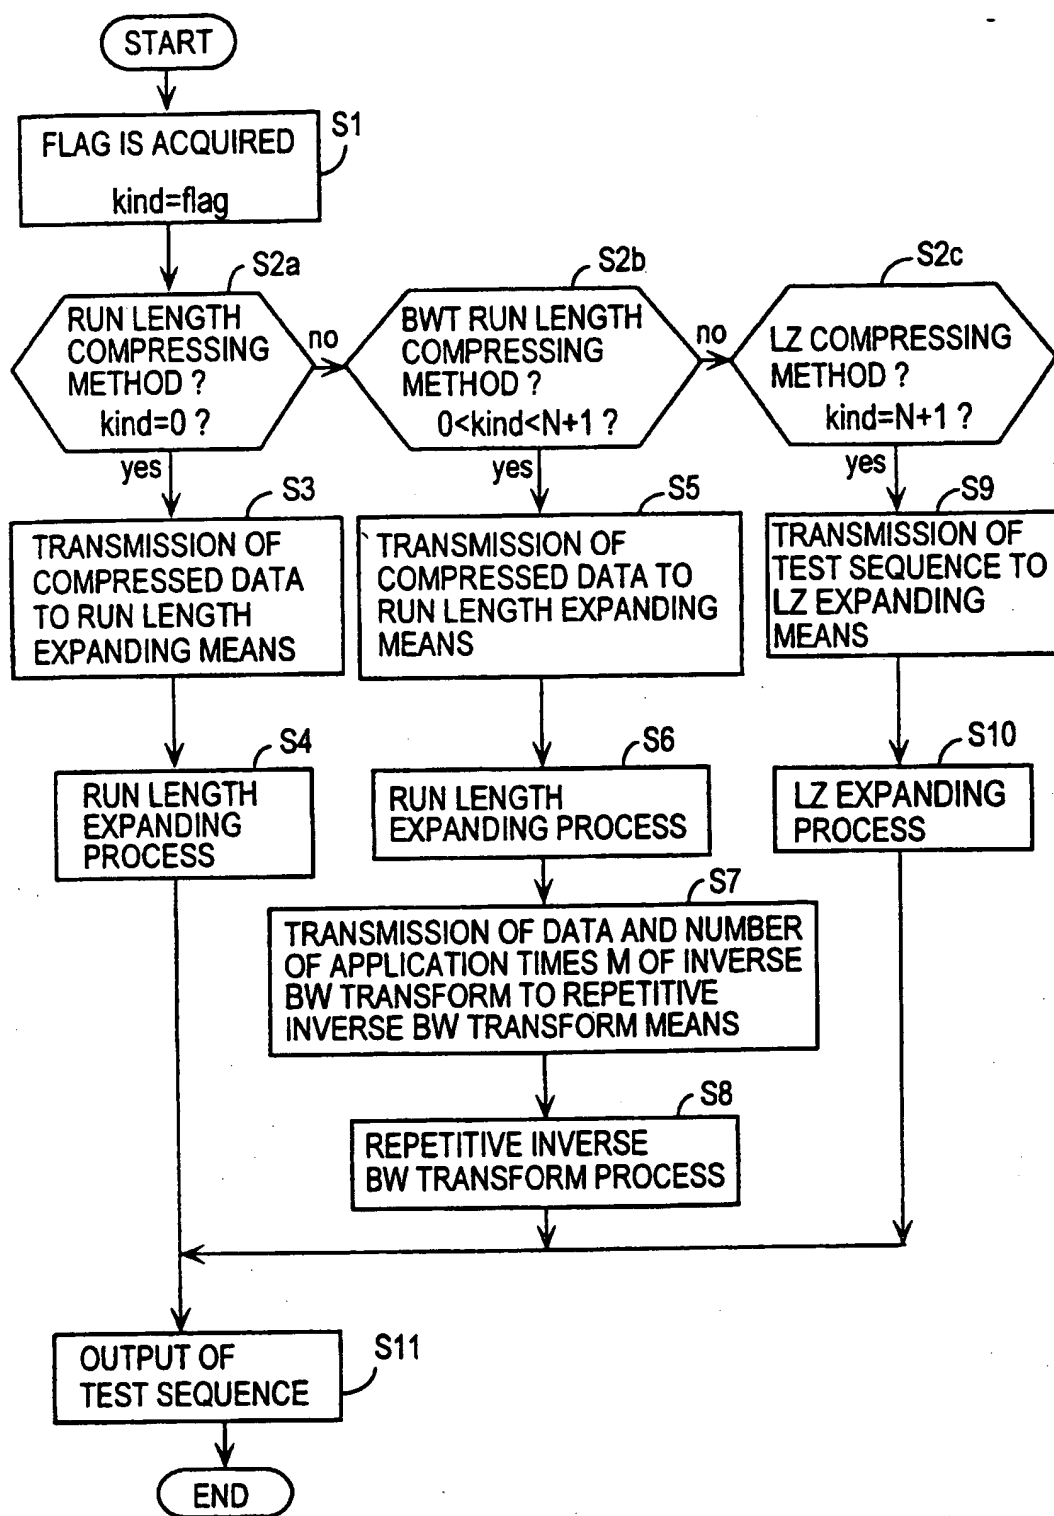 START
S1
FLAG IS ACQUIRED
kind=flag
S2a
RUN LENGTH
COMPRESSING
METHOD ?
kind=0 ?
no
yes
S2b
BWT RUN LENGTH
COMPRESSING
METHOD ?
0<kind<N+1 ?
no
yes
S2c
LZ COMPRESSING
METHOD ?
kind=N+1 ?
yes
S3
TRANSMISSION OF
COMPRESSED DATA
TO RUN LENGTH
EXPANDING MEANS
S5
TRANSMISSION OF
COMPRESSED DATA TO
RUN LENGTH EXPANDING
MEANS
S9
TRANSMISSION OF
TEST SEQUENCE TO
LZ EXPANDING
MEANS
S4
RUN LENGTH
EXPANDING
PROCESS
S6
RUN LENGTH
EXPANDING PROCESS
S10
LZ EXPANDING
PROCESS
S7
TRANSMISSION OF DATA AND NUMBER
OF APPLICATION TIMES M OF INVERSE
BW TRANSFORM TO REPETITIVE
INVERSE BW TRANSFORM MEANS
S8
REPETITIVE INVERSE
BW TRANSFORM PROCESS
S11
OUTPUT OF
TEST SEQUENCE
END